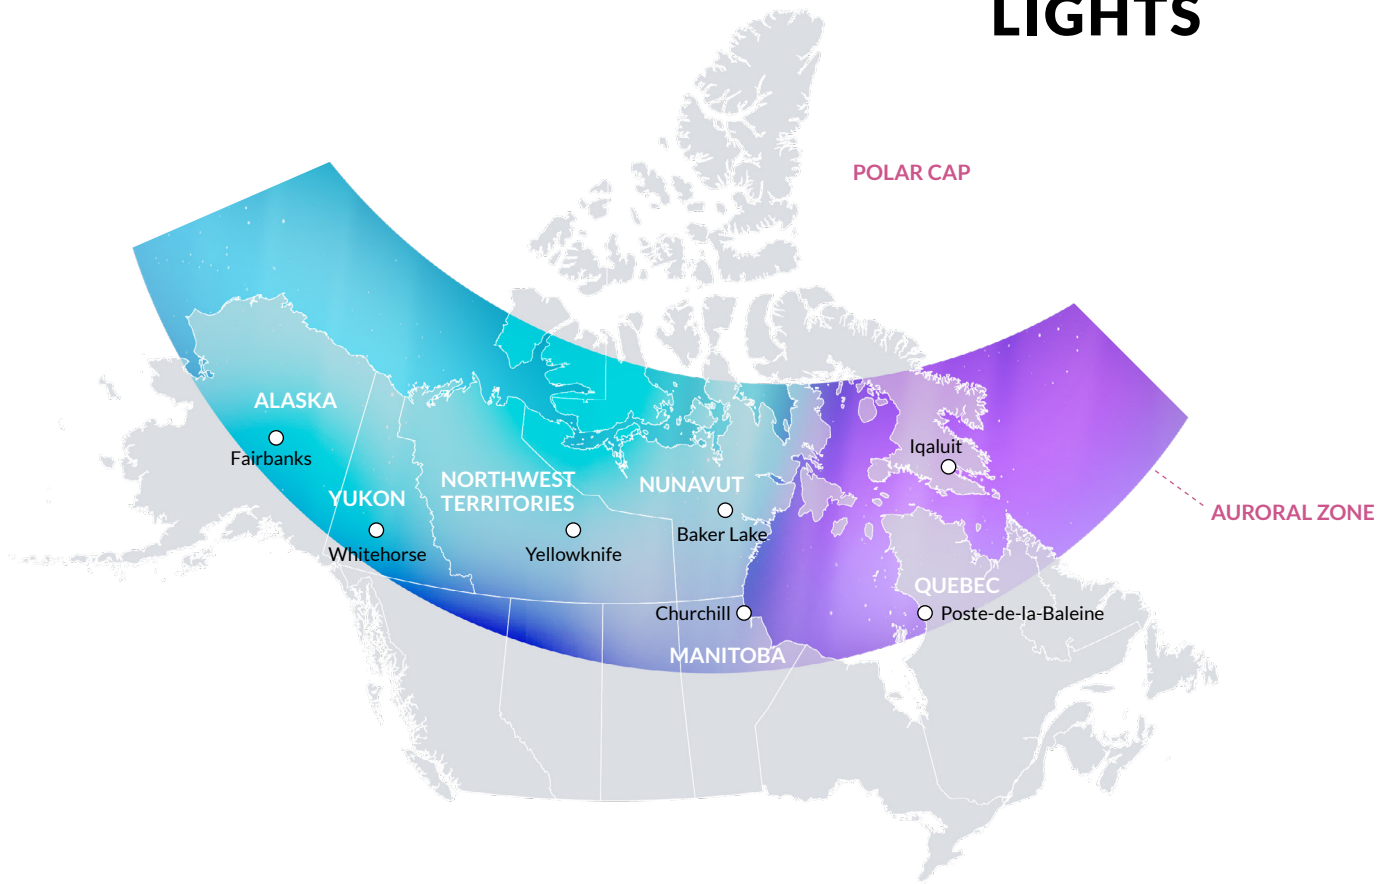 LIGHTS
POLAR CAP
ALASKA
Fairbanks
YUKON
Whitehorse
NORTHWEST
TERRITORIES
Yellowknife
NUNAVUT
Baker Lake
Iqaluit
AURORAL ZONE
QUEBEC
Churchill
Poste-de-la-Baleine
MANITOBA